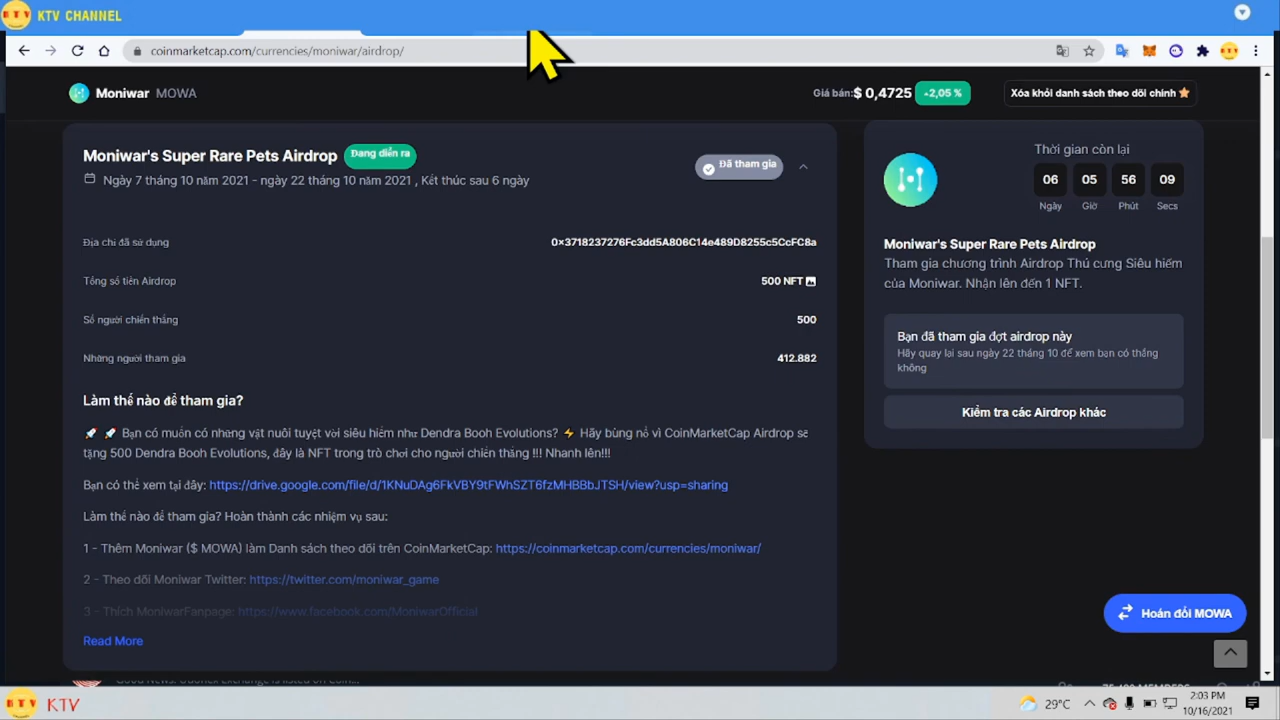 KTV CHANNEL
coinmarketcap.com/currencies/moniwar/airdrop/
Moniwar MOWA
Giá bán: $ 0,4725 -2,05 %
Xóa khỏi danh sách theo dõi chính
Moniwar's Super Rare Pets Airdrop Đang diễn ra
Ngày 7 tháng 10 năm 2021 - ngày 22 tháng 10 năm 2021 , Kết thúc sau 6 ngày
Đã tham gia
Địa chỉ đã sử dụng 0×3718237276Fc3dd5A806C14e489D8255c5CcFC8a
Tổng số tiền Airdrop 500 NFT
Số người chiến thắng 500
Những người tham gia 412.882
Làm thế nào để tham gia?
🚀 🚀 Bạn có muốn có những vật nuôi tuyệt vời siêu hiếm như Dendra Booh Evolutions? ⚡ Hãy bùng nổ vì CoinMarketCap Airdrop sẽ
tặng 500 Dendra Booh Evolutions, đây là NFT trong trò chơi cho người chiến thắng !!! Nhanh lên!!!
Bạn có thể xem tại đây: https://drive.google.com/file/d/1KNuDAg6FkVBY9tFWhSZT6fzMHBBbJTSH/view?usp=sharing
Làm thế nào để tham gia? Hoàn thành các nhiệm vụ sau:
1 - Thêm Moniwar ($ MOWA) làm Danh sách theo dõi trên CoinMarketCap: https://coinmarketcap.com/currencies/moniwar/
2 - Theo dõi Moniwar Twitter: https://twitter.com/moniwar_game
3 - Thích MoniwarFanpage: https://www.facebook.com/MoniwarOfficial
Read More
Thời gian còn lại
06 05 56 09
Ngày Giờ Phút Secs
Moniwar's Super Rare Pets Airdrop
Tham gia chương trình Airdrop Thú cưng Siêu hiếm
của Moniwar. Nhận lên đến 1 NFT.
Bạn đã tham gia đợt airdrop này
Hãy quay lại sau ngày 22 tháng 10 để xem bạn có thắng
không
Kiểm tra các Airdrop khác
Hoán đổi MOWA
KTV KTV
29°C
2:03 PM
10/16/2021